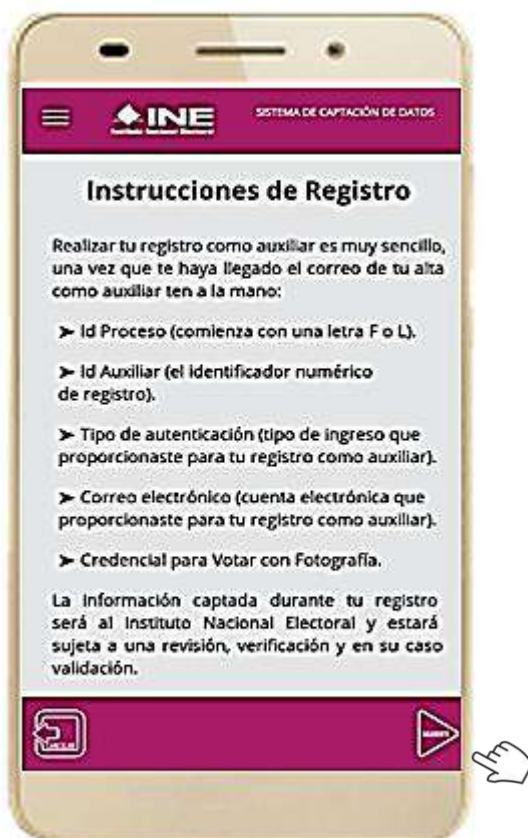 INE
Instituto Nacional Electoral
SISTEMA DE CAPTACIÓN DE DATOS
Instrucciones de Registro
Realizar tu registro como auxiliar es muy sencillo,
una vez que te haya llegado el correo de tu alta
como auxiliar ten a la mano:
➤ Id Proceso (comienza con una letra F o L).
➤ Id Auxiliar (el identificador numérico
de registro).
➤ Tipo de autenticación (tipo de ingreso que
proporcionaste para tu registro como auxiliar).
➤ Correo electrónico (cuenta electrónica que
proporcionaste para tu registro como auxiliar).
➤ Credencial para Votar con Fotografía.
La información captada durante tu registro
será al Instituto Nacional Electoral y estará
sujeta a una revisión, verificación y en su caso
validación.